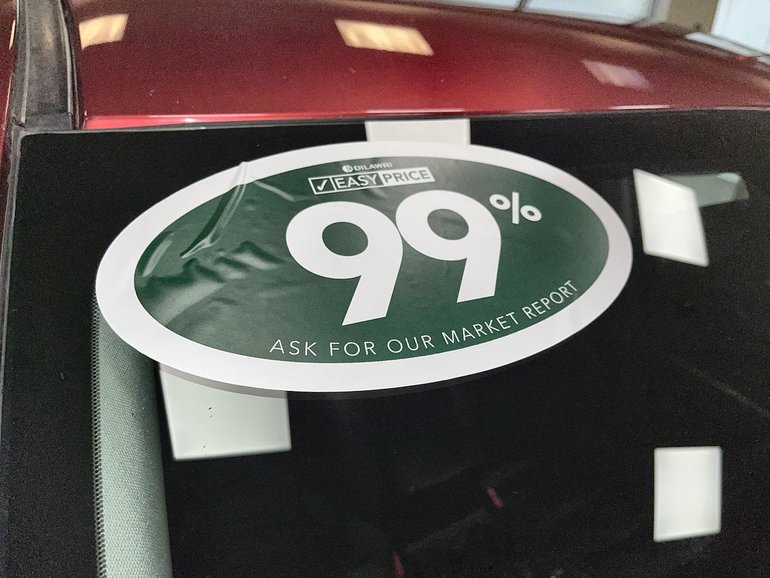 DILAWRI
EASY PRICE
99%
ASK FOR OUR MARKET REPORT